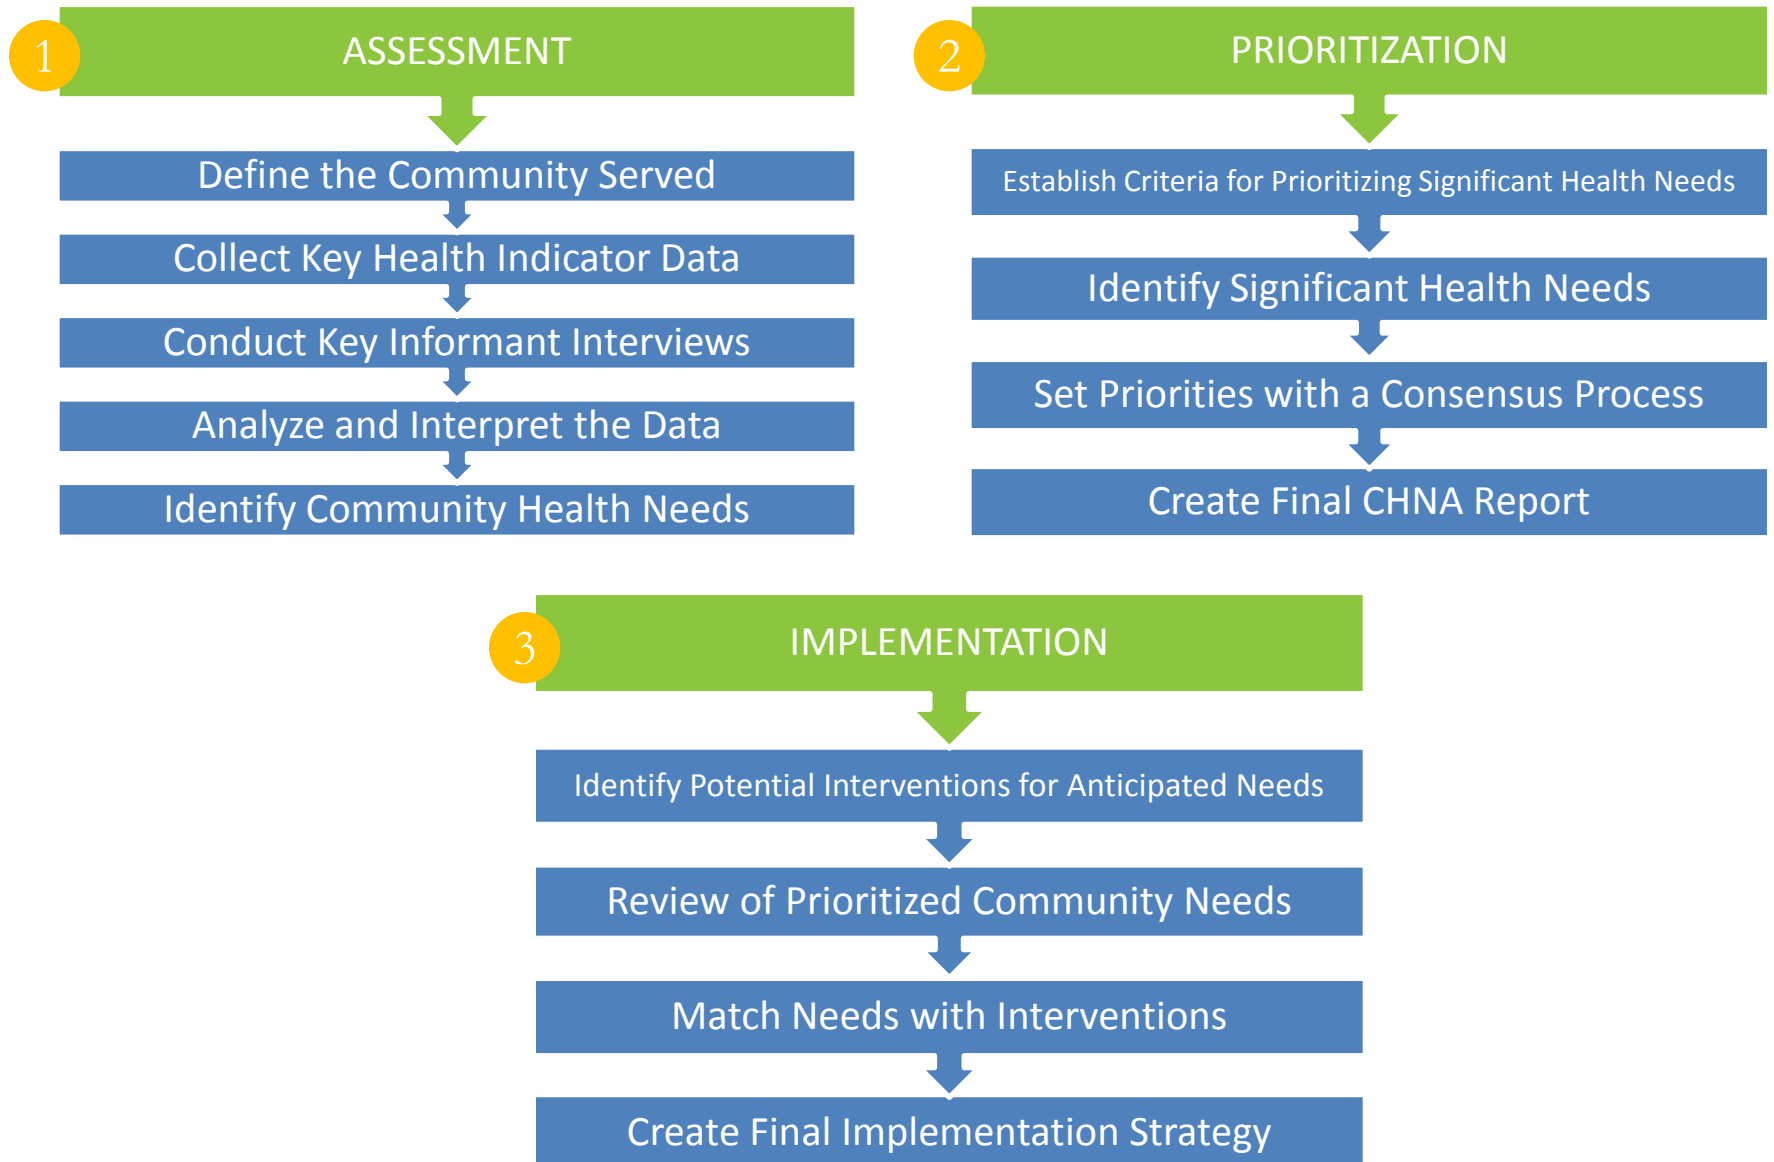 1
ASSESSMENT
Define the Community Served
Collect Key Health Indicator Data
Conduct Key Informant Interviews
Analyze and Interpret the Data
Identify Community Health Needs
2
PRIORITIZATION
Establish Criteria for Prioritizing Significant Health Needs
Identify Significant Health Needs
Set Priorities with a Consensus Process
Create Final CHNA Report
3
IMPLEMENTATION
Identify Potential Interventions for Anticipated Needs
Review of Prioritized Community Needs
Match Needs with Interventions
Create Final Implementation Strategy